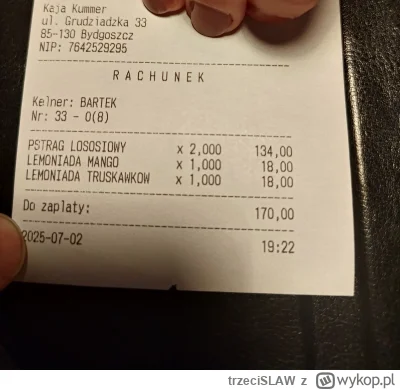 Kaja Kummer
ul. Grudziadzka 33
85-130 Bydgoszcz
NIP: 7642529295
RACHUNEK
Kelner: BARTEK
Nr: 33 - 0(8)
PSTRAG LOSOSIOWY x 2,000 134,00
LEMONIADA MANGO x 1,000 18,00
LEMONIADA TRUSKAWKOW x 1,000 18,00
Do zaplaty: 170,00
2025-07-02 19:22
trzeciSLAW z wykop.pl